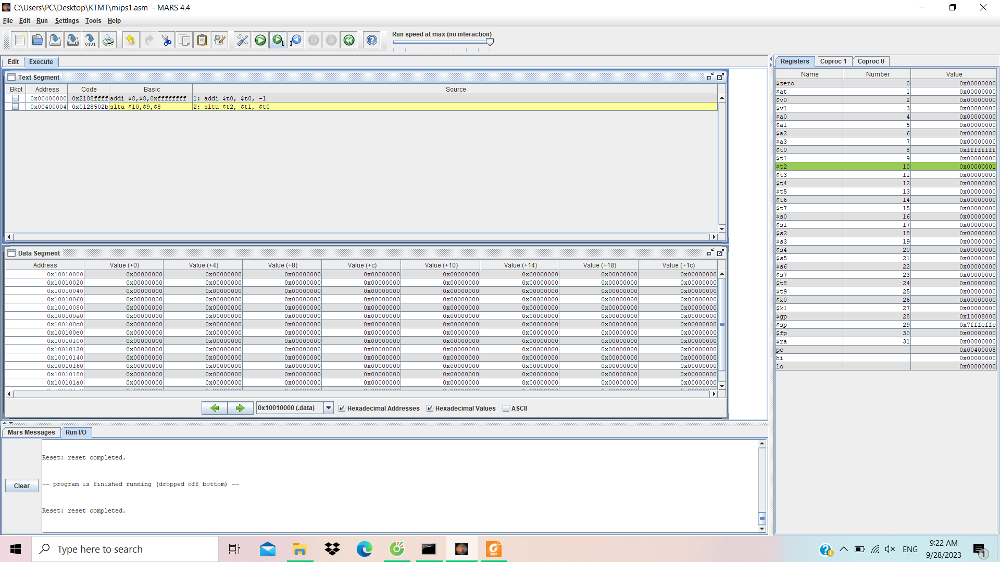 C:\Users\PC\Desktop\KTMT\mips1.asm - MARS 4.4
File Edit Run Settings Tools Help
Run speed at max (no interaction)
Edit Execute
Text Segment
Bkpt Address Code Basic Source
0x00400000 0x2108ffff addi $8,$8,0xffffffff 1: addi $t0, $t0, -1
0x00400004 0x0128502b sltu $10,$9,$8 2: sltu $t2, $t1, $t0
Data Segment
Address Value (+0) Value (+4) Value (+8) Value (+c) Value (+10) Value (+14) Value (+18) Value (+1c)
0x10010000 0x00000000 0x00000000 0x00000000 0x00000000 0x00000000 0x00000000 0x00000000 0x00000000
0x10010020 0x00000000 0x00000000 0x00000000 0x00000000 0x00000000 0x00000000 0x00000000 0x00000000
0x10010040 0x00000000 0x00000000 0x00000000 0x00000000 0x00000000 0x00000000 0x00000000 0x00000000
0x10010060 0x00000000 0x00000000 0x00000000 0x00000000 0x00000000 0x00000000 0x00000000 0x00000000
0x10010080 0x00000000 0x00000000 0x00000000 0x00000000 0x00000000 0x00000000 0x00000000 0x00000000
0x100100a0 0x00000000 0x00000000 0x00000000 0x00000000 0x00000000 0x00000000 0x00000000 0x00000000
0x100100c0 0x00000000 0x00000000 0x00000000 0x00000000 0x00000000 0x00000000 0x00000000 0x00000000
0x100100e0 0x00000000 0x00000000 0x00000000 0x00000000 0x00000000 0x00000000 0x00000000 0x00000000
0x10010100 0x00000000 0x00000000 0x00000000 0x00000000 0x00000000 0x00000000 0x00000000 0x00000000
0x10010120 0x00000000 0x00000000 0x00000000 0x00000000 0x00000000 0x00000000 0x00000000 0x00000000
0x10010140 0x00000000 0x00000000 0x00000000 0x00000000 0x00000000 0x00000000 0x00000000 0x00000000
0x10010160 0x00000000 0x00000000 0x00000000 0x00000000 0x00000000 0x00000000 0x00000000 0x00000000
0x10010180 0x00000000 0x00000000 0x00000000 0x00000000 0x00000000 0x00000000 0x00000000 0x00000000
0x100101a0 0x00000000 0x00000000 0x00000000 0x00000000 0x00000000 0x00000000 0x00000000 0x00000000
0x10010000 (.data) Hexadecimal Addresses Hexadecimal Values ASCII
Mars Messages Run I/O
Reset: reset completed.
-- program is finished running (dropped off bottom) --
Reset: reset completed.
Clear
Registers Coproc 1 Coproc 0
Name Number Value
$zero 0 0x00000000
$at 1 0x00000000
$v0 2 0x00000000
$v1 3 0x00000000
$a0 4 0x00000000
$a1 5 0x00000000
$a2 6 0x00000000
$a3 7 0x00000000
$t0 8 0xffffffff
$t1 9 0x00000000
$t2 10 0x00000001
$t3 11 0x00000000
$t4 12 0x00000000
$t5 13 0x00000000
$t6 14 0x00000000
$t7 15 0x00000000
$s0 16 0x00000000
$s1 17 0x00000000
$s2 18 0x00000000
$s3 19 0x00000000
$s4 20 0x00000000
$s5 21 0x00000000
$s6 22 0x00000000
$s7 23 0x00000000
$t8 24 0x00000000
$t9 25 0x00000000
$k0 26 0x00000000
$k1 27 0x00000000
$gp 28 0x10008000
$sp 29 0x7fffeffc
$fp 30 0x00000000
$ra 31 0x00000000
pc 0x00400008
hi 0x00000000
lo 0x00000000
Type here to search
ENG
9:22 AM
9/28/2023
1